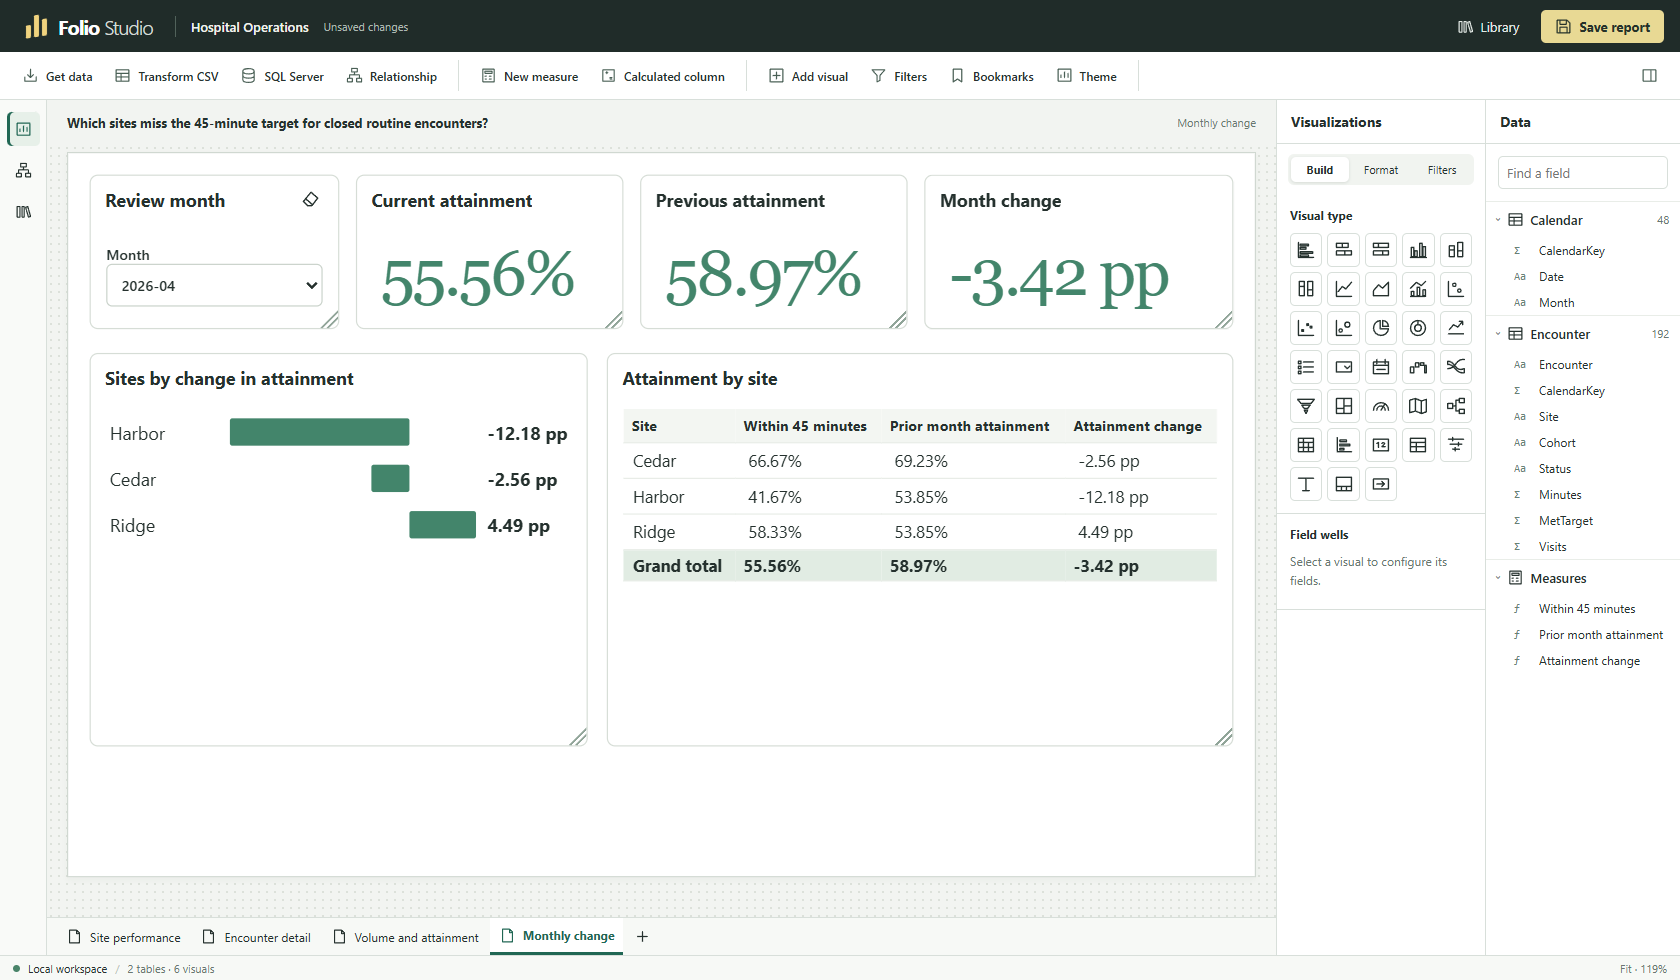 Folio Studio
Hospital Operations
Unsaved changes
Library
Save report
Get data
Transform CSV
SQL Server
Relationship
New measure
Calculated column
Add visual
Filters
Bookmarks
Theme
Which sites miss the 45-minute target for closed routine encounters?
Monthly change
Review month
Month
2026-04
Current attainment
55.56%
Previous attainment
58.97%
Month change
-3.42 pp
Sites by change in attainment
Harbor -12.18 pp
Cedar -2.56 pp
Ridge 4.49 pp
Attainment by site
Site Within 45 minutes Prior month attainment Attainment change
Cedar 66.67% 69.23% -2.56 pp
Harbor 41.67% 53.85% -12.18 pp
Ridge 58.33% 53.85% 4.49 pp
Grand total 55.56% 58.97% -3.42 pp
Visualizations
Build Format Filters
Visual type
Field wells
Select a visual to configure its
fields.
Data
Find a field
Calendar 48
Σ CalendarKey
Aa Date
Aa Month
Encounter 192
Aa Encounter
Σ CalendarKey
Aa Site
Aa Cohort
Aa Status
Σ Minutes
Σ MetTarget
Σ Visits
Measures
f Within 45 minutes
f Prior month attainment
f Attainment change
Site performance
Encounter detail
Volume and attainment
Monthly change
Local workspace / 2 tables · 6 visuals
Fit · 119%